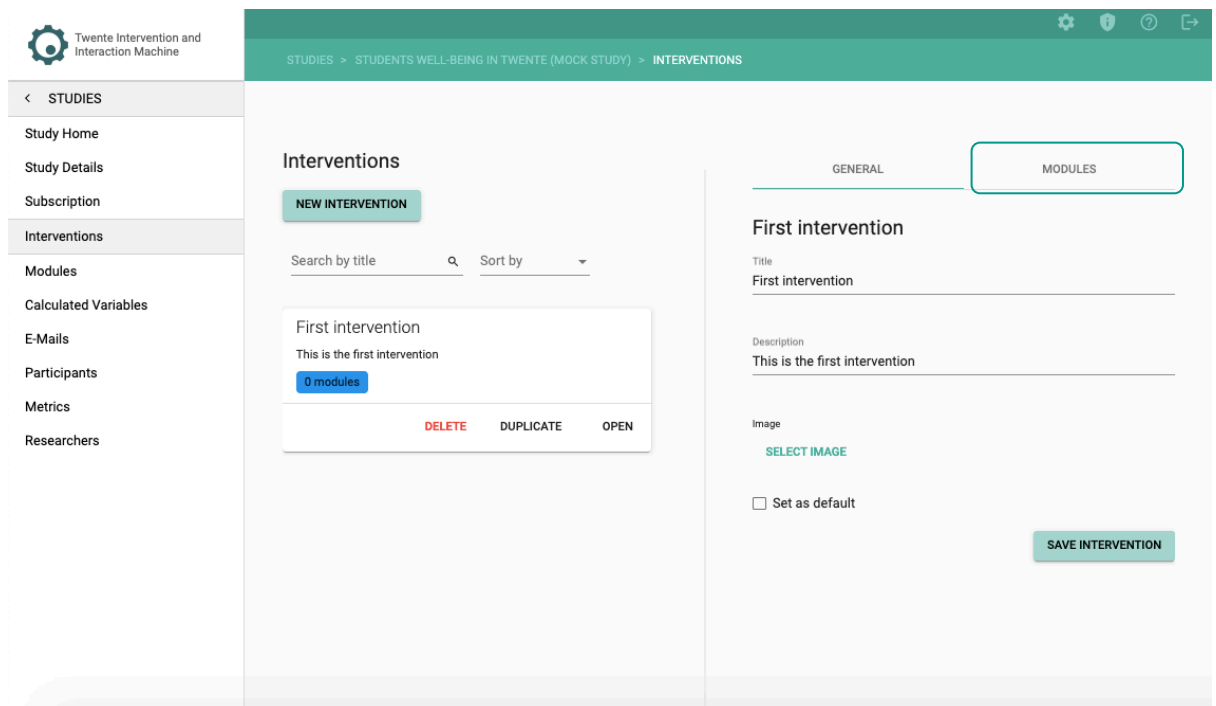 Twente Intervention and
Interaction Machine
STUDIES > STUDENTS WELL-BEING IN TWENTE (MOCK STUDY) > INTERVENTIONS
< STUDIES
Study Home
Study Details
Subscription
Interventions
Modules
Calculated Variables
E-Mails
Participants
Metrics
Researchers
Interventions
NEW INTERVENTION
Search by title
Sort by
First intervention
This is the first intervention
0 modules
DELETE DUPLICATE OPEN
GENERAL MODULES
First intervention
Title
First intervention
Description
This is the first intervention
Image
SELECT IMAGE
Set as default
SAVE INTERVENTION